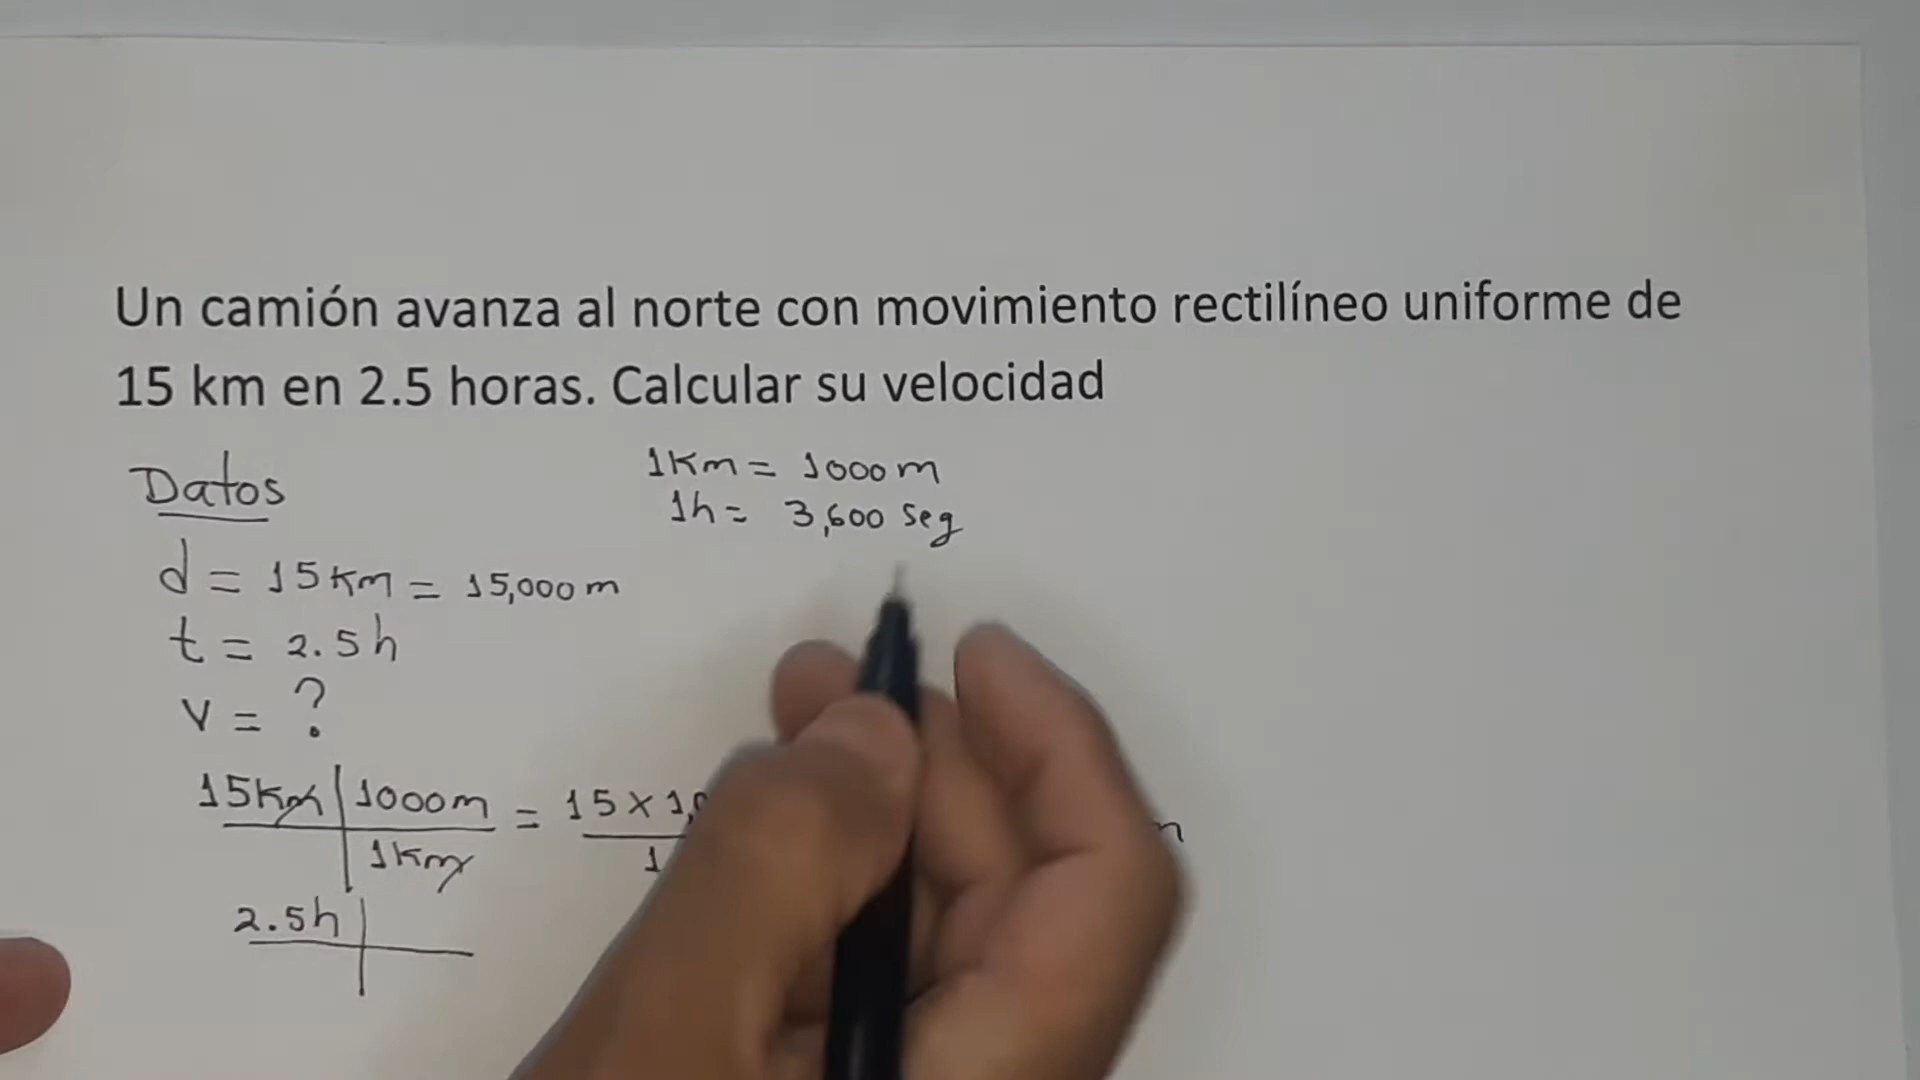 Un camión avanza al norte con movimiento rectilíneo uniforme de
15 km en 2.5 horas. Calcular su velocidad
Datos
1Km = 1000 m
1h = 3,600 seg
d = 15 Km = 15,000 m
t = 2.5 h
v = ?
15Km | 1000m = 15 x 1,
1Km 1
2.5h